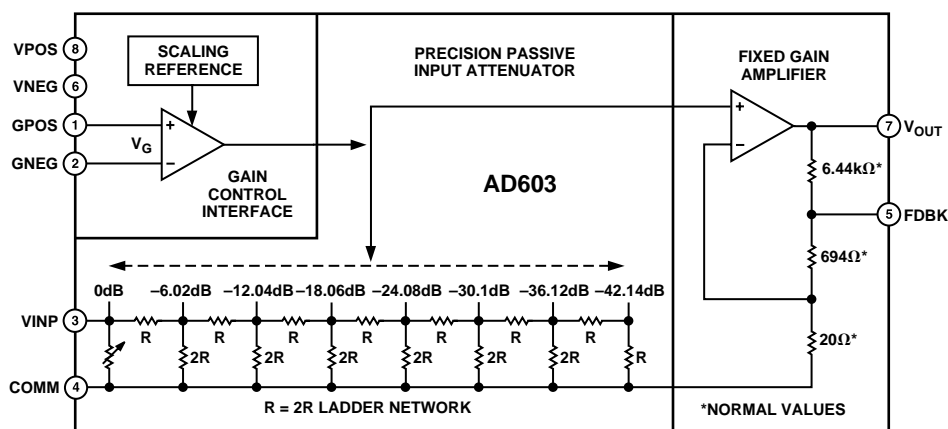 VPOS 8
VNEG 6
GPOS 1
GNEG 2
SCALING
REFERENCE
V_G
+
−
GAIN
CONTROL
INTERFACE
PRECISION PASSIVE
INPUT ATTENUATOR
AD603
FIXED GAIN
AMPLIFIER
+
−
7 V_OUT
6.44kΩ*
5 FDBK
694Ω*
20Ω*
0dB −6.02dB −12.04dB −18.06dB −24.08dB −30.1dB −36.12dB −42.14dB
VINP 3
R R R R R R R
2R 2R 2R 2R 2R 2R R
COMM 4
R = 2R LADDER NETWORK
*NORMAL VALUES